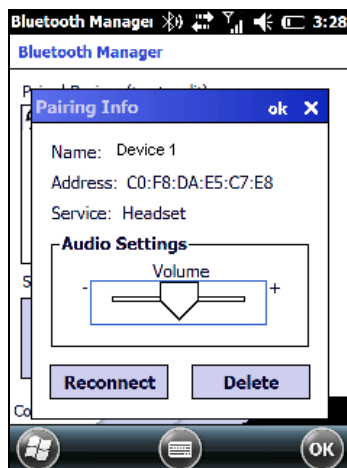 Bluetooth Manager 3:28
Bluetooth Manager
Pairing Info ok X
Name: Device 1
Address: C0:F8:DA:E5:C7:E8
Service: Headset
Audio Settings
Volume
- +
Reconnect Delete
OK